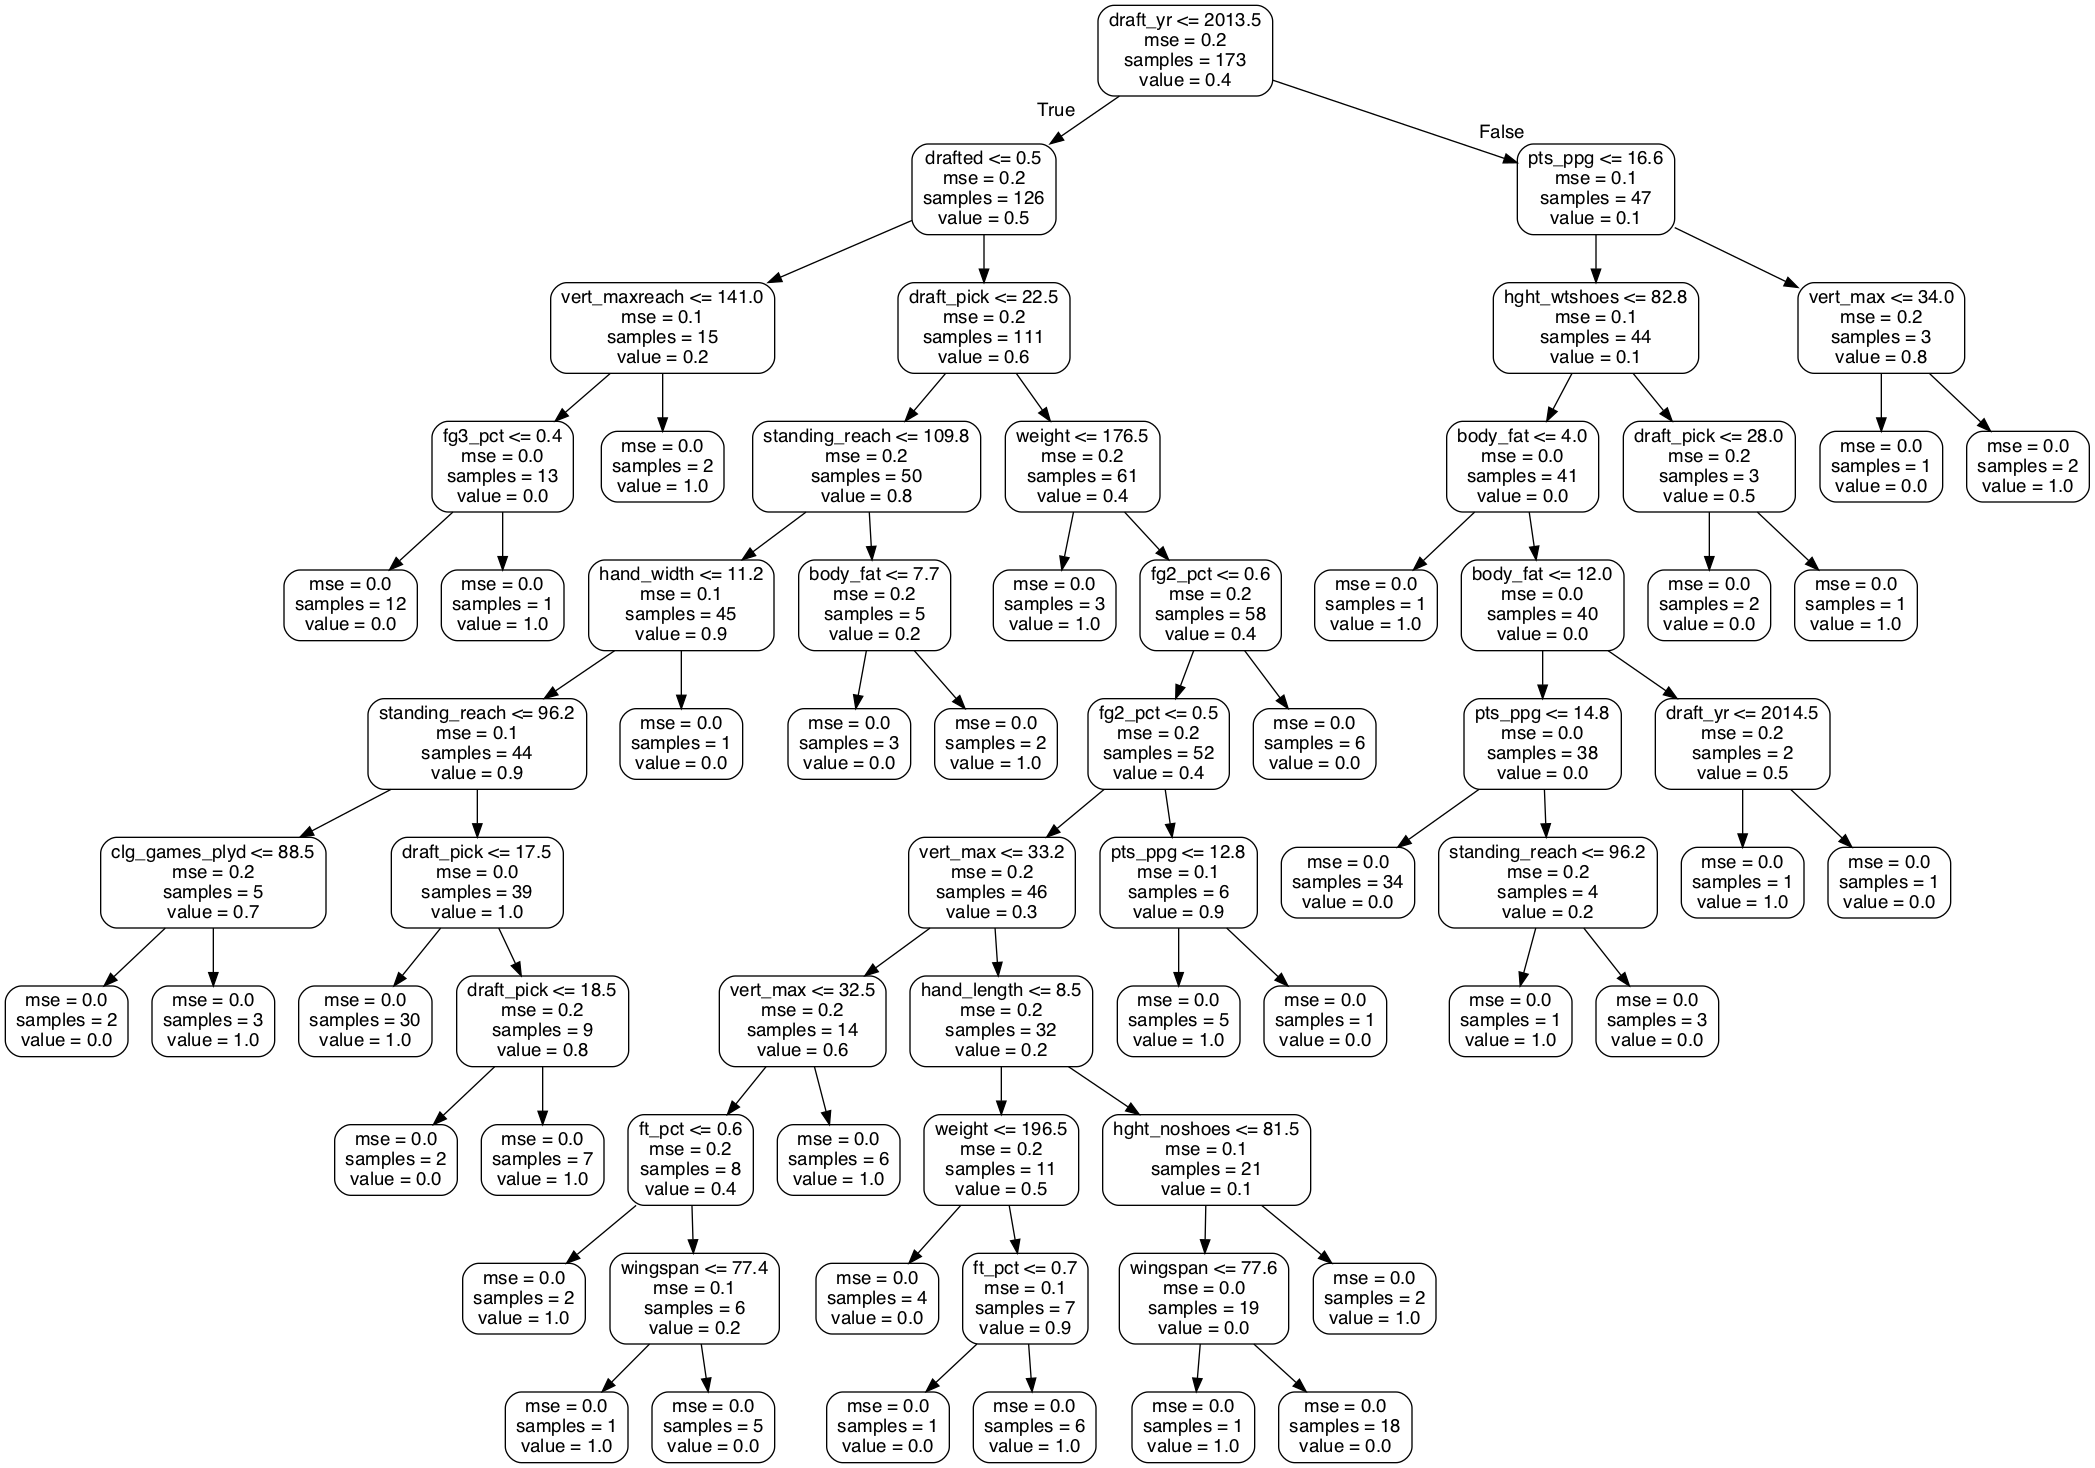 draft_yr <= 2013.5
mse = 0.2
samples = 173
value = 0.4
True
False
drafted <= 0.5
mse = 0.2
samples = 126
value = 0.5
pts_ppg <= 16.6
mse = 0.1
samples = 47
value = 0.1
vert_maxreach <= 141.0
mse = 0.1
samples = 15
value = 0.2
draft_pick <= 22.5
mse = 0.2
samples = 111
value = 0.6
hght_wtshoes <= 82.8
mse = 0.1
samples = 44
value = 0.1
vert_max <= 34.0
mse = 0.2
samples = 3
value = 0.8
fg3_pct <= 0.4
mse = 0.0
samples = 13
value = 0.0
mse = 0.0
samples = 2
value = 1.0
standing_reach <= 109.8
mse = 0.2
samples = 50
value = 0.8
weight <= 176.5
mse = 0.2
samples = 61
value = 0.4
body_fat <= 4.0
mse = 0.0
samples = 41
value = 0.0
draft_pick <= 28.0
mse = 0.2
samples = 3
value = 0.5
mse = 0.0
samples = 1
value = 0.0
mse = 0.0
samples = 2
value = 1.0
mse = 0.0
samples = 12
value = 0.0
mse = 0.0
samples = 1
value = 1.0
hand_width <= 11.2
mse = 0.1
samples = 45
value = 0.9
body_fat <= 7.7
mse = 0.2
samples = 5
value = 0.2
mse = 0.0
samples = 3
value = 1.0
fg2_pct <= 0.6
mse = 0.2
samples = 58
value = 0.4
mse = 0.0
samples = 1
value = 1.0
body_fat <= 12.0
mse = 0.0
samples = 40
value = 0.0
mse = 0.0
samples = 2
value = 0.0
mse = 0.0
samples = 1
value = 1.0
standing_reach <= 96.2
mse = 0.1
samples = 44
value = 0.9
mse = 0.0
samples = 1
value = 0.0
mse = 0.0
samples = 3
value = 0.0
mse = 0.0
samples = 2
value = 1.0
fg2_pct <= 0.5
mse = 0.2
samples = 52
value = 0.4
mse = 0.0
samples = 6
value = 0.0
pts_ppg <= 14.8
mse = 0.0
samples = 38
value = 0.0
draft_yr <= 2014.5
mse = 0.2
samples = 2
value = 0.5
clg_games_plyd <= 88.5
mse = 0.2
samples = 5
value = 0.7
draft_pick <= 17.5
mse = 0.0
samples = 39
value = 1.0
vert_max <= 33.2
mse = 0.2
samples = 46
value = 0.3
pts_ppg <= 12.8
mse = 0.1
samples = 6
value = 0.9
mse = 0.0
samples = 34
value = 0.0
standing_reach <= 96.2
mse = 0.2
samples = 4
value = 0.2
mse = 0.0
samples = 1
value = 1.0
mse = 0.0
samples = 1
value = 0.0
mse = 0.0
samples = 2
value = 0.0
mse = 0.0
samples = 3
value = 1.0
mse = 0.0
samples = 30
value = 1.0
draft_pick <= 18.5
mse = 0.2
samples = 9
value = 0.8
vert_max <= 32.5
mse = 0.2
samples = 14
value = 0.6
hand_length <= 8.5
mse = 0.2
samples = 32
value = 0.2
mse = 0.0
samples = 5
value = 1.0
mse = 0.0
samples = 1
value = 0.0
mse = 0.0
samples = 1
value = 1.0
mse = 0.0
samples = 3
value = 0.0
mse = 0.0
samples = 2
value = 0.0
mse = 0.0
samples = 7
value = 1.0
ft_pct <= 0.6
mse = 0.2
samples = 8
value = 0.4
mse = 0.0
samples = 6
value = 1.0
weight <= 196.5
mse = 0.2
samples = 11
value = 0.5
hght_noshoes <= 81.5
mse = 0.1
samples = 21
value = 0.1
mse = 0.0
samples = 2
value = 1.0
wingspan <= 77.4
mse = 0.1
samples = 6
value = 0.2
mse = 0.0
samples = 4
value = 0.0
ft_pct <= 0.7
mse = 0.1
samples = 7
value = 0.9
wingspan <= 77.6
mse = 0.0
samples = 19
value = 0.0
mse = 0.0
samples = 2
value = 1.0
mse = 0.0
samples = 1
value = 1.0
mse = 0.0
samples = 5
value = 0.0
mse = 0.0
samples = 1
value = 0.0
mse = 0.0
samples = 6
value = 1.0
mse = 0.0
samples = 1
value = 1.0
mse = 0.0
samples = 18
value = 0.0